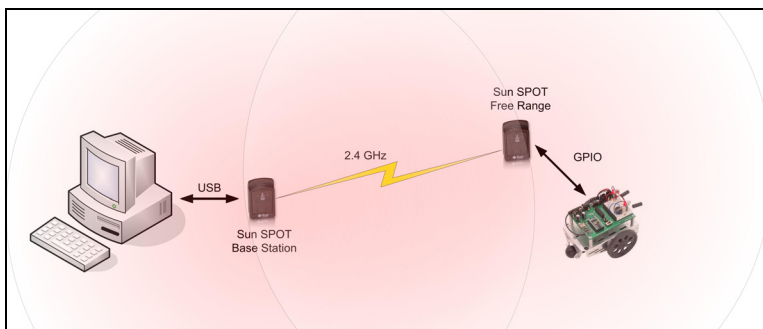 Sun SPOT
Free Range
2.4 GHz
GPIO
USB
Sun SPOT
Base Station